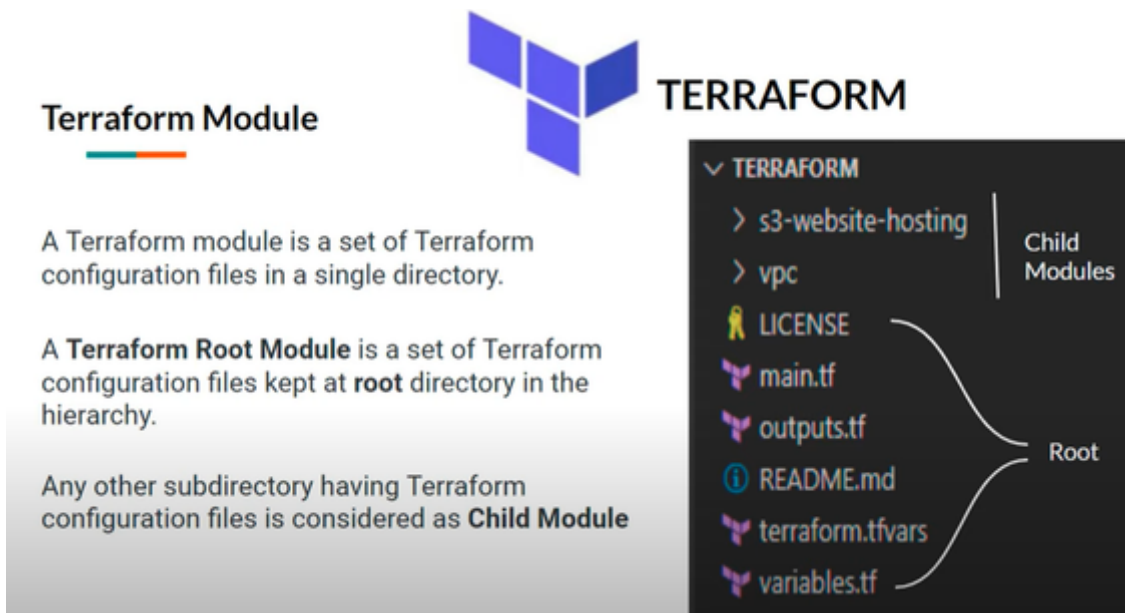 TERRAFORM
Terraform Module
A Terraform module is a set of Terraform
configuration files in a single directory.
A Terraform Root Module is a set of Terraform
configuration files kept at root directory in the
hierarchy.
Any other subdirectory having Terraform
configuration files is considered as Child Module
TERRAFORM
s3-website-hosting
vpc
LICENSE
main.tf
outputs.tf
README.md
terraform.tfvars
variables.tf
Child
Modules
Root